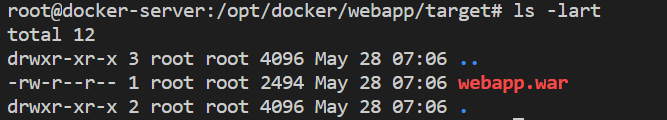 root@docker-server:/opt/docker/webapp/target# ls -lart
total 12
drwxr-xr-x 3 root root 4096 May 28 07:06 ..
-rw-r--r-- 1 root root 2494 May 28 07:06 webapp.war
drwxr-xr-x 2 root root 4096 May 28 07:06 .